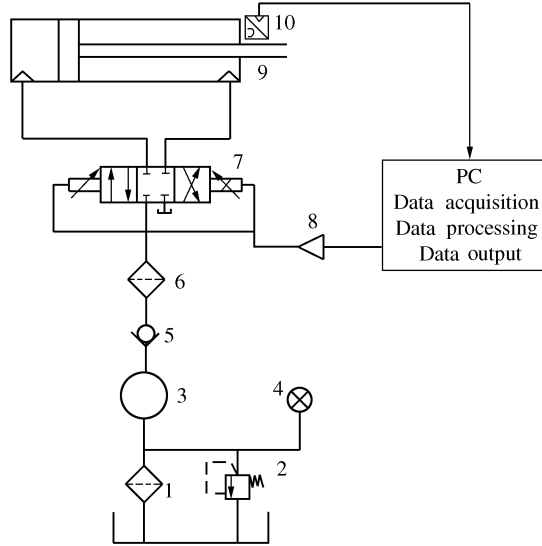 10
9
7
PC
Data acquisition
Data processing
Data output
8
6
5
4
3
2
1